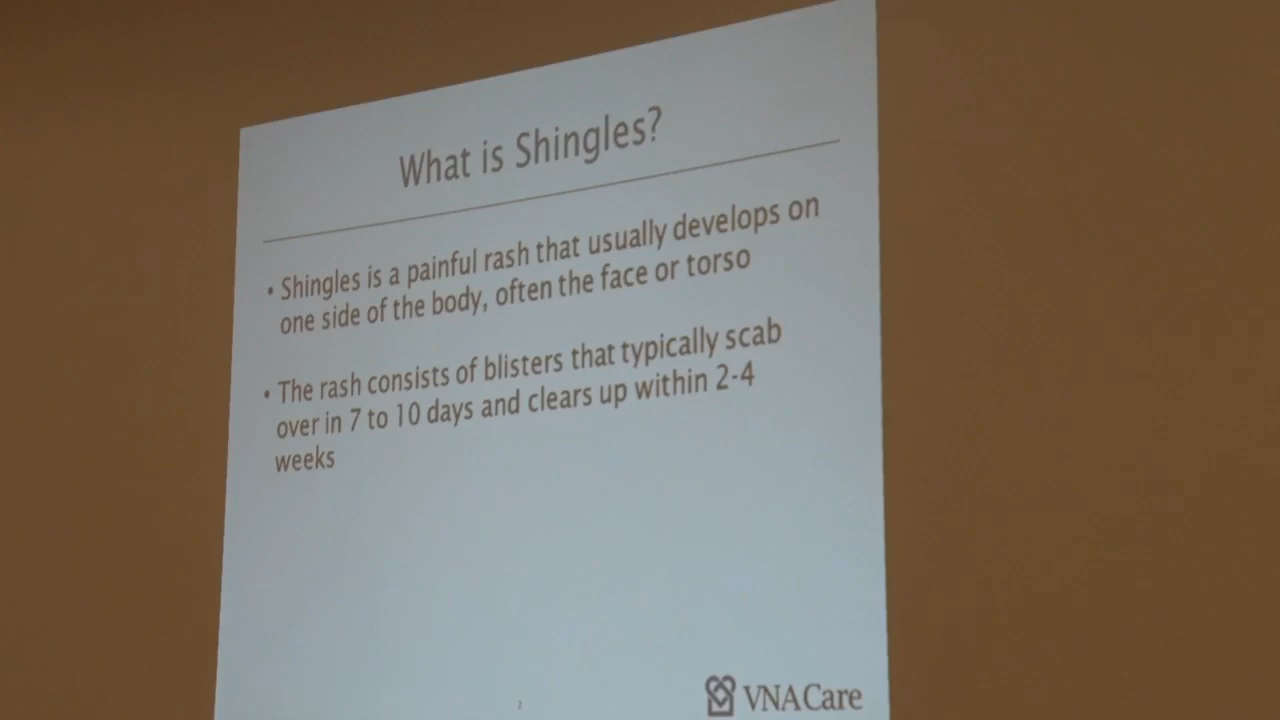 What is Shingles?
• Shingles is a painful rash that usually develops on
one side of the body, often the face or torso
• The rash consists of blisters that typically scab
over in 7 to 10 days and clears up within 2-4
weeks
VNA Care